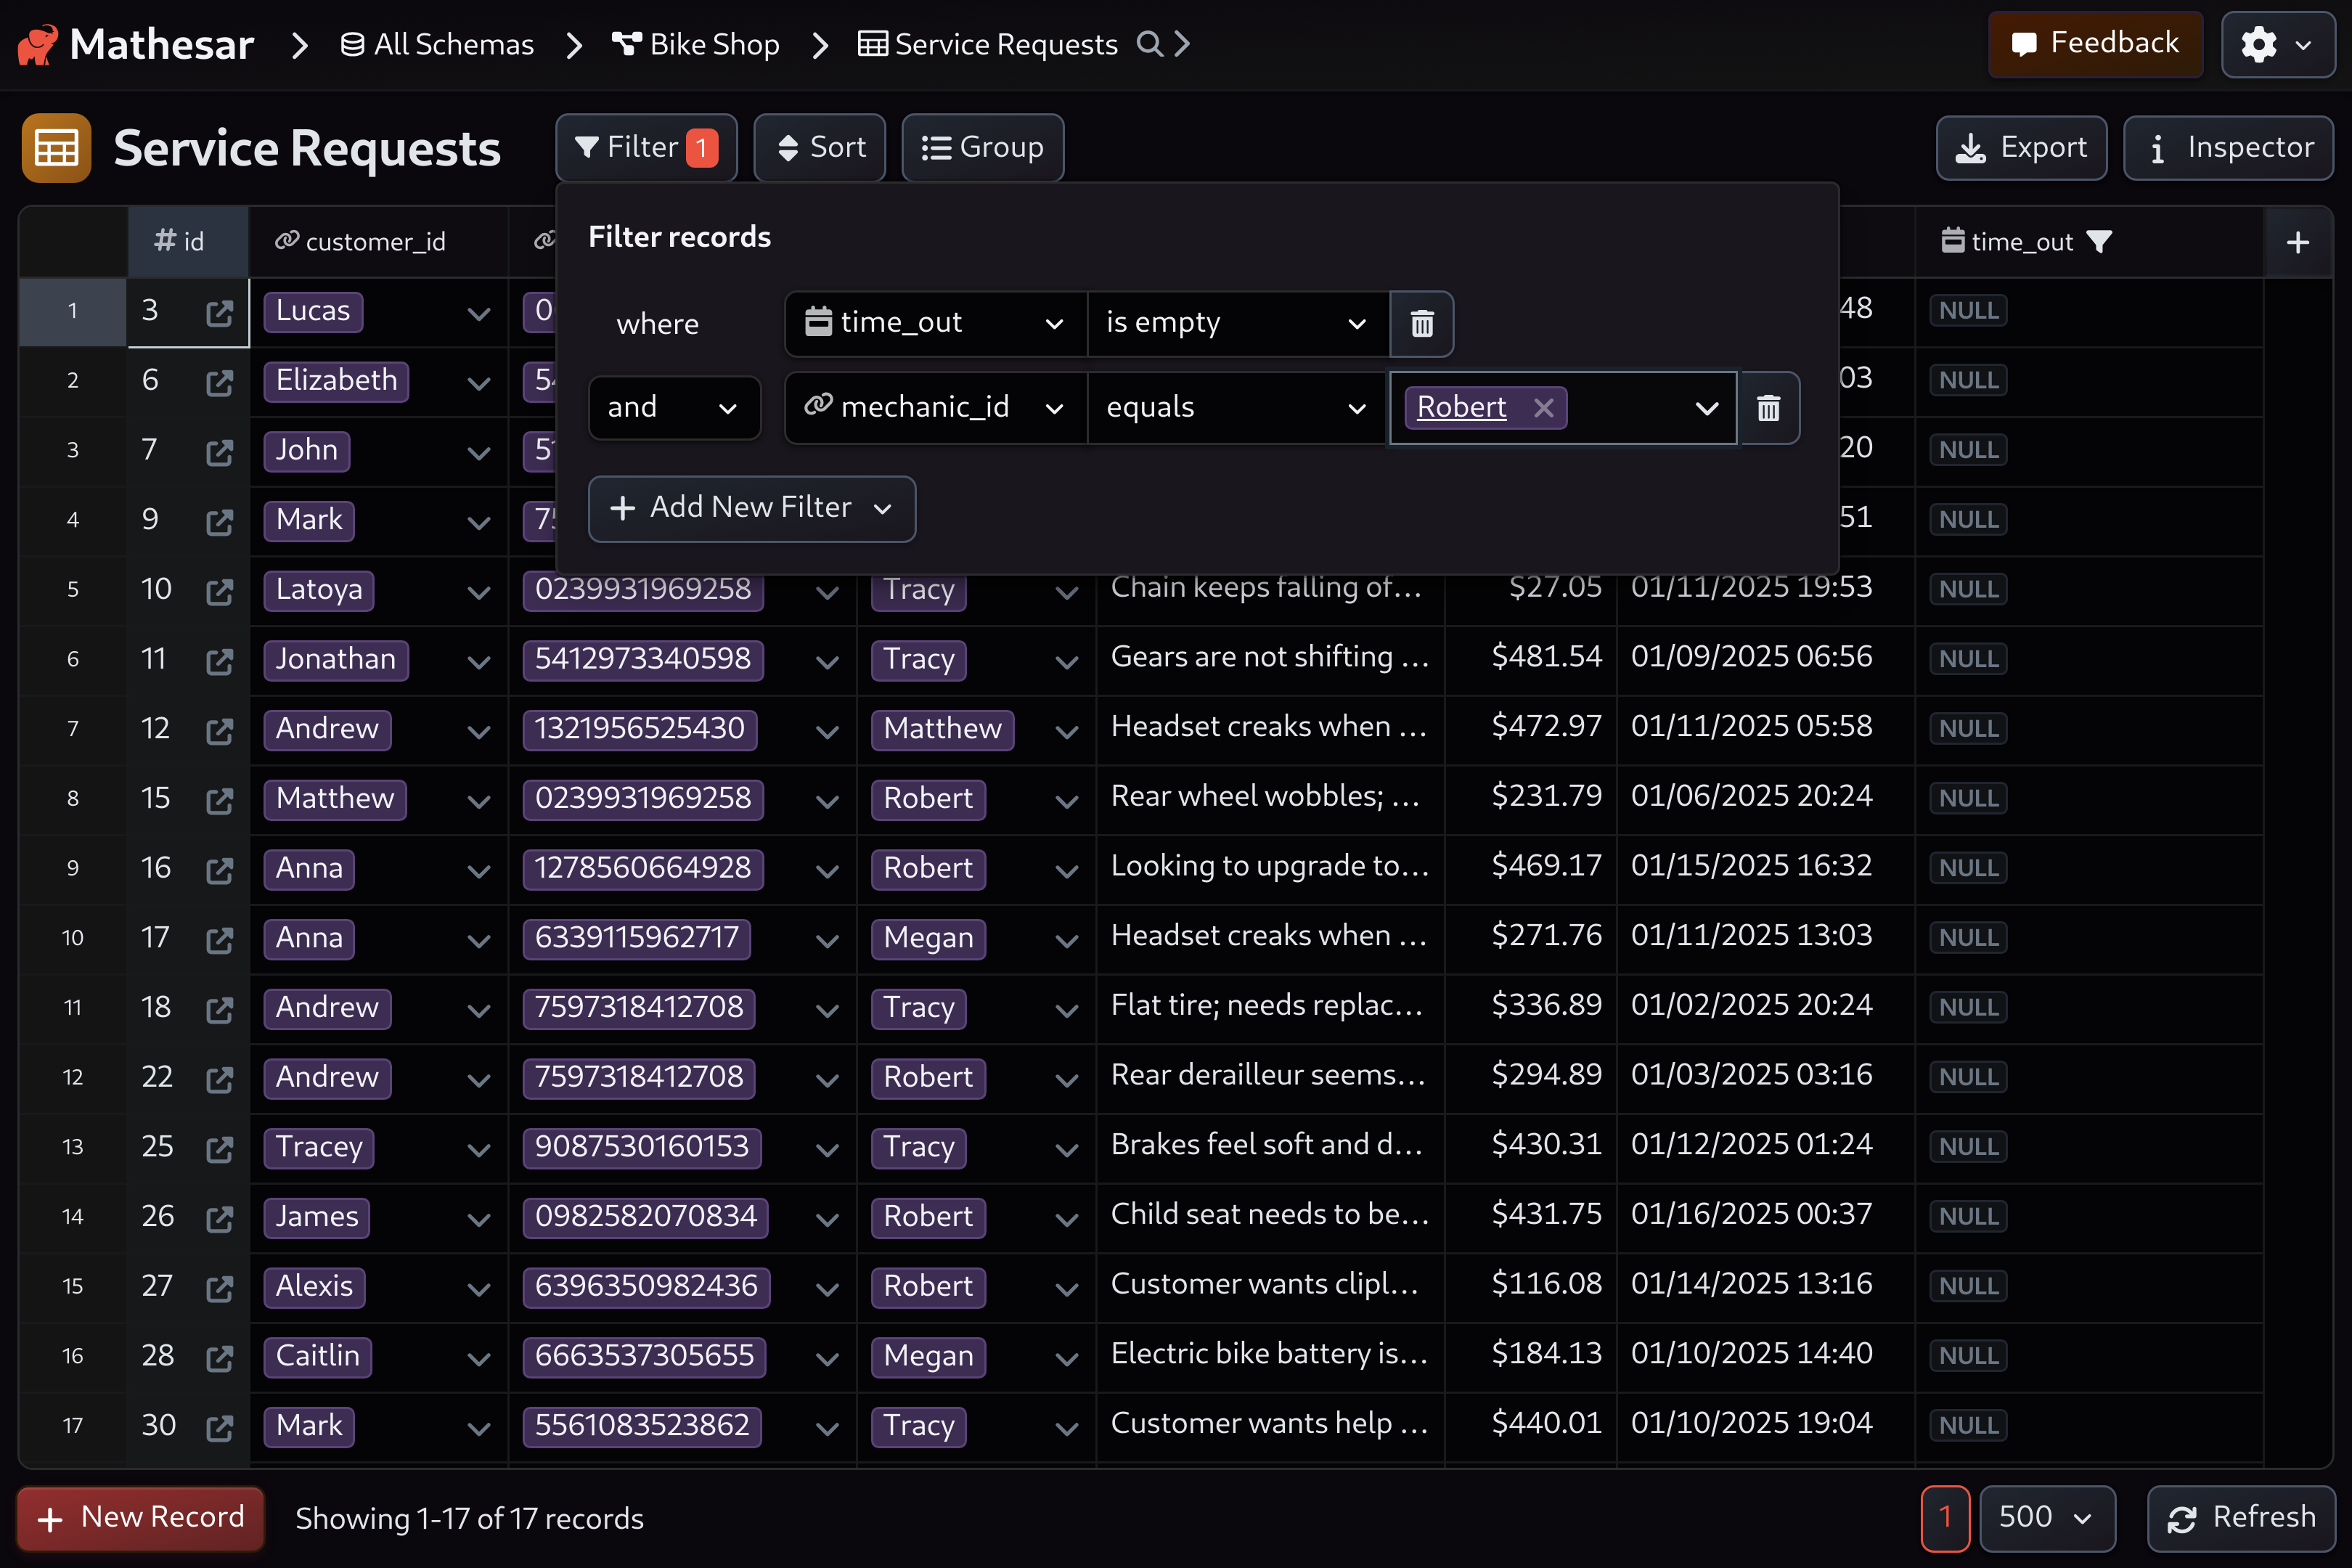 Mathesar All Schemas Bike Shop Service Requests Feedback
Service Requests Filter 1 Sort Group Export Inspector
id customer_id time_out
Filter records
where time_out is empty
and mechanic_id equals Robert
Add New Filter
1 3 Lucas 48 NULL
2 6 Elizabeth 03 NULL
3 7 John 20 NULL
4 9 Mark 51 NULL
5 10 Latoya 0239931969258 Tracy Chain keeps falling of... $27.05 01/11/2025 19:53 NULL
6 11 Jonathan 5412973340598 Tracy Gears are not shifting ... $481.54 01/09/2025 06:56 NULL
7 12 Andrew 1321956525430 Matthew Headset creaks when ... $472.97 01/11/2025 05:58 NULL
8 15 Matthew 0239931969258 Robert Rear wheel wobbles; ... $231.79 01/06/2025 20:24 NULL
9 16 Anna 1278560664928 Robert Looking to upgrade to... $469.17 01/15/2025 16:32 NULL
10 17 Anna 6339115962717 Megan Headset creaks when ... $271.76 01/11/2025 13:03 NULL
11 18 Andrew 7597318412708 Tracy Flat tire; needs replac... $336.89 01/02/2025 20:24 NULL
12 22 Andrew 7597318412708 Robert Rear derailleur seems... $294.89 01/03/2025 03:16 NULL
13 25 Tracey 9087530160153 Tracy Brakes feel soft and d... $430.31 01/12/2025 01:24 NULL
14 26 James 0982582070834 Robert Child seat needs to be... $431.75 01/16/2025 00:37 NULL
15 27 Alexis 6396350982436 Robert Customer wants clipl... $116.08 01/14/2025 13:16 NULL
16 28 Caitlin 6663537305655 Megan Electric bike battery is... $184.13 01/10/2025 14:40 NULL
17 30 Mark 5561083523862 Tracy Customer wants help ... $440.01 01/10/2025 19:04 NULL
New Record Showing 1-17 of 17 records 1 500 Refresh